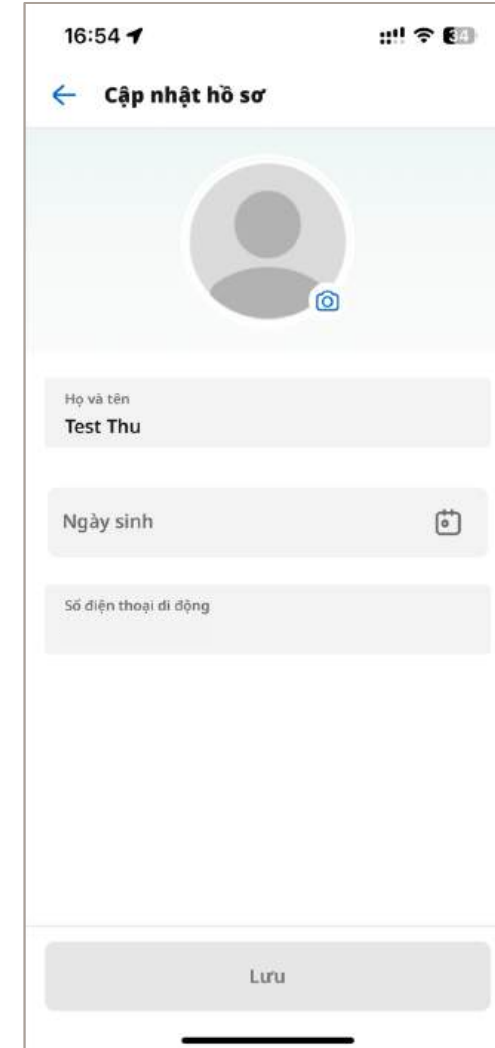 16:54
34
Cập nhật hồ sơ
Họ và tên
Test Thu
Ngày sinh
Số điện thoại di động
Lưu